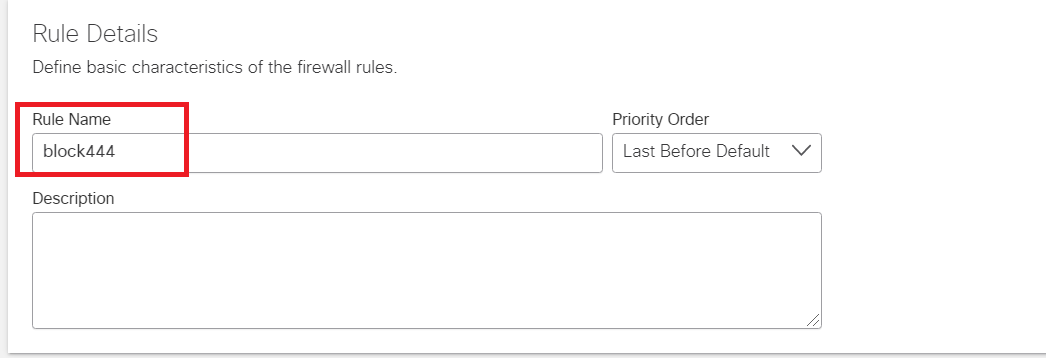 Rule Details
Define basic characteristics of the firewall rules.
Rule Name
Priority Order
block444
Last Before Default
Description